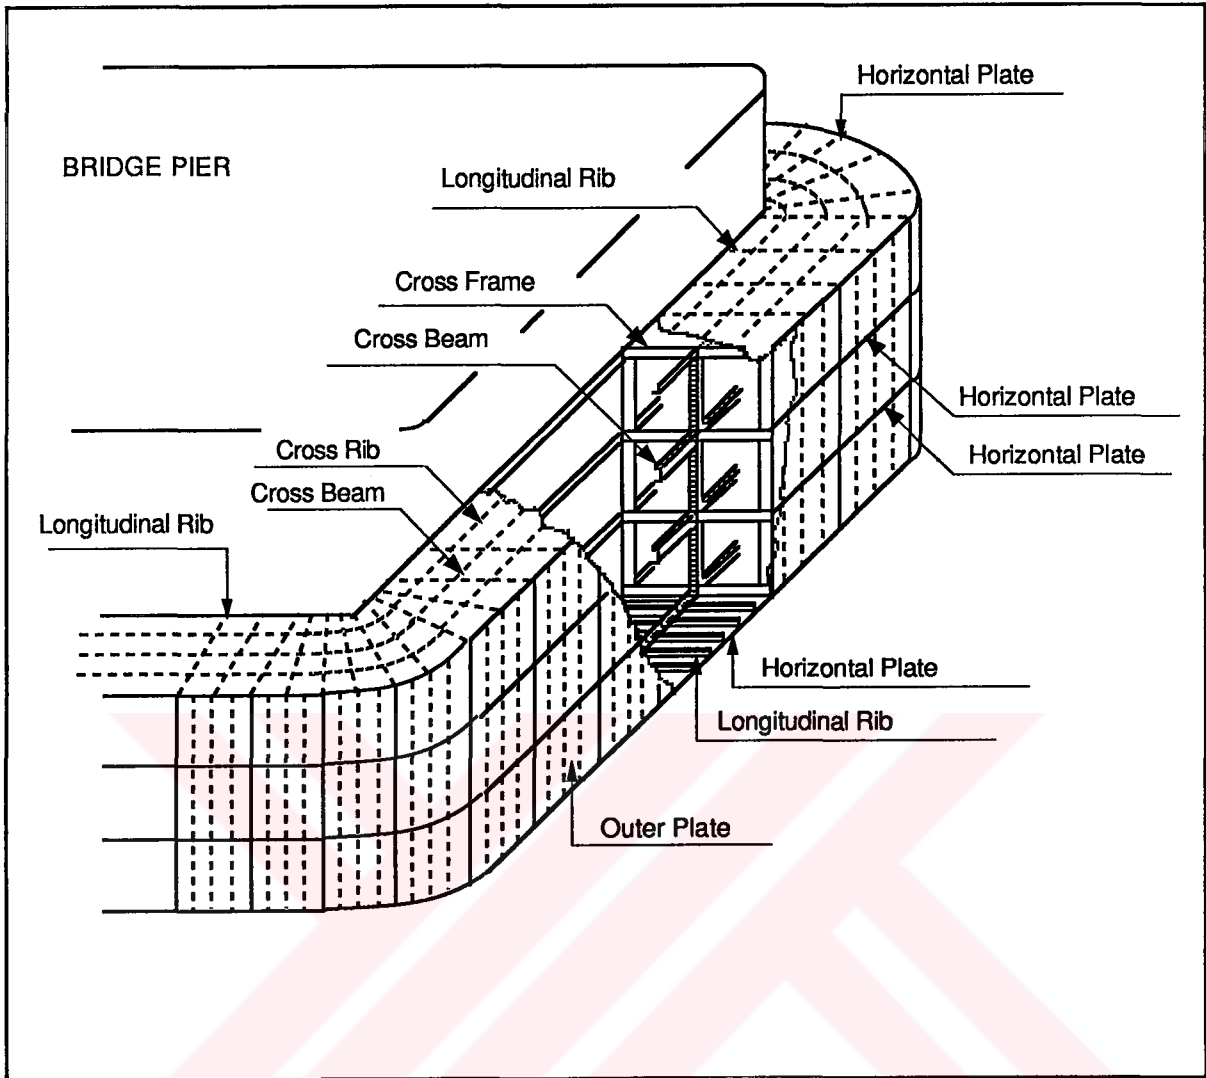 Horizontal Plate
BRIDGE PIER
Longitudinal Rib
Cross Frame
Cross Beam
Horizontal Plate
Cross Rib
Horizontal Plate
Cross Beam
Longitudinal Rib
Horizontal Plate
Longitudinal Rib
Outer Plate